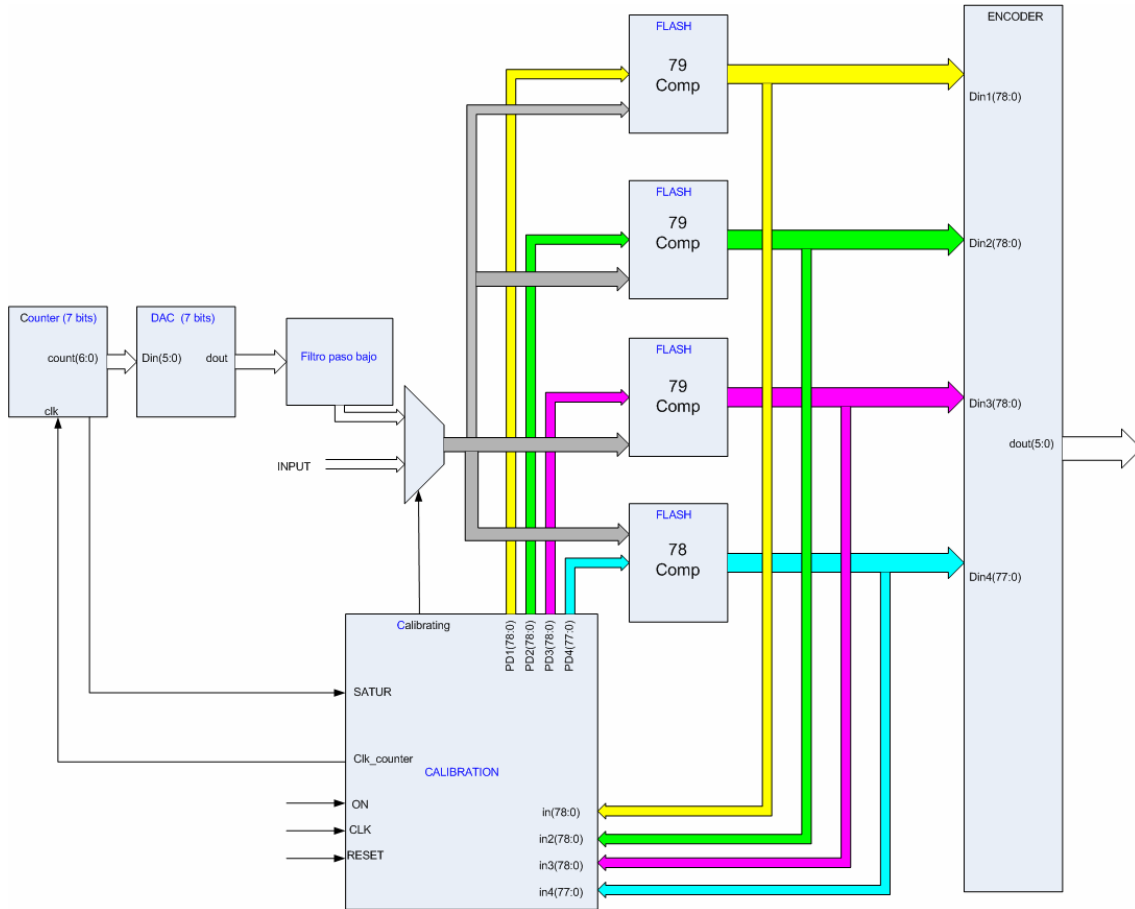 FLASH
79
Comp
ENCODER
Din1(78:0)
FLASH
79
Comp
Din2(78:0)
Counter (7 bits)
count(6:0)
clk
DAC (7 bits)
Din(5:0)
dout
Filtro paso bajo
FLASH
79
Comp
Din3(78:0)
dout(5:0)
INPUT
FLASH
78
Comp
Din4(77:0)
Calibrating
PD1(78:0)
PD2(78:0)
PD3(78:0)
PD4(77:0)
SATUR
Clk_counter
CALIBRATION
ON
CLK
RESET
in(78:0)
in2(78:0)
in3(78:0)
in4(77:0)